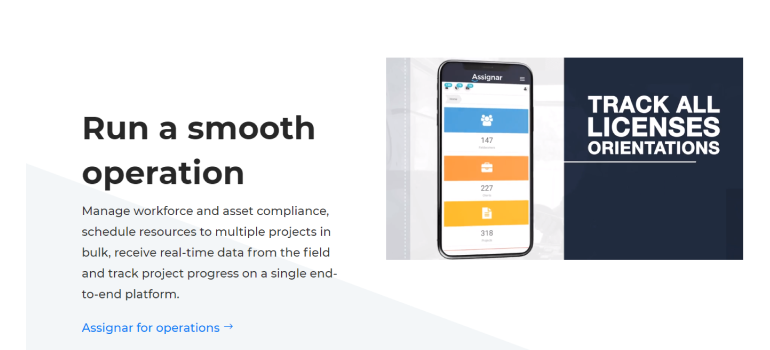 Run a smooth
operation
Manage workforce and asset compliance,
schedule resources to multiple projects in
bulk, receive real-time data from the field
and track project progress on a single end-
to-end platform.
Assignar for operations →
Assignar
147
227
318
TRACK ALL
LICENSES
ORIENTATIONS